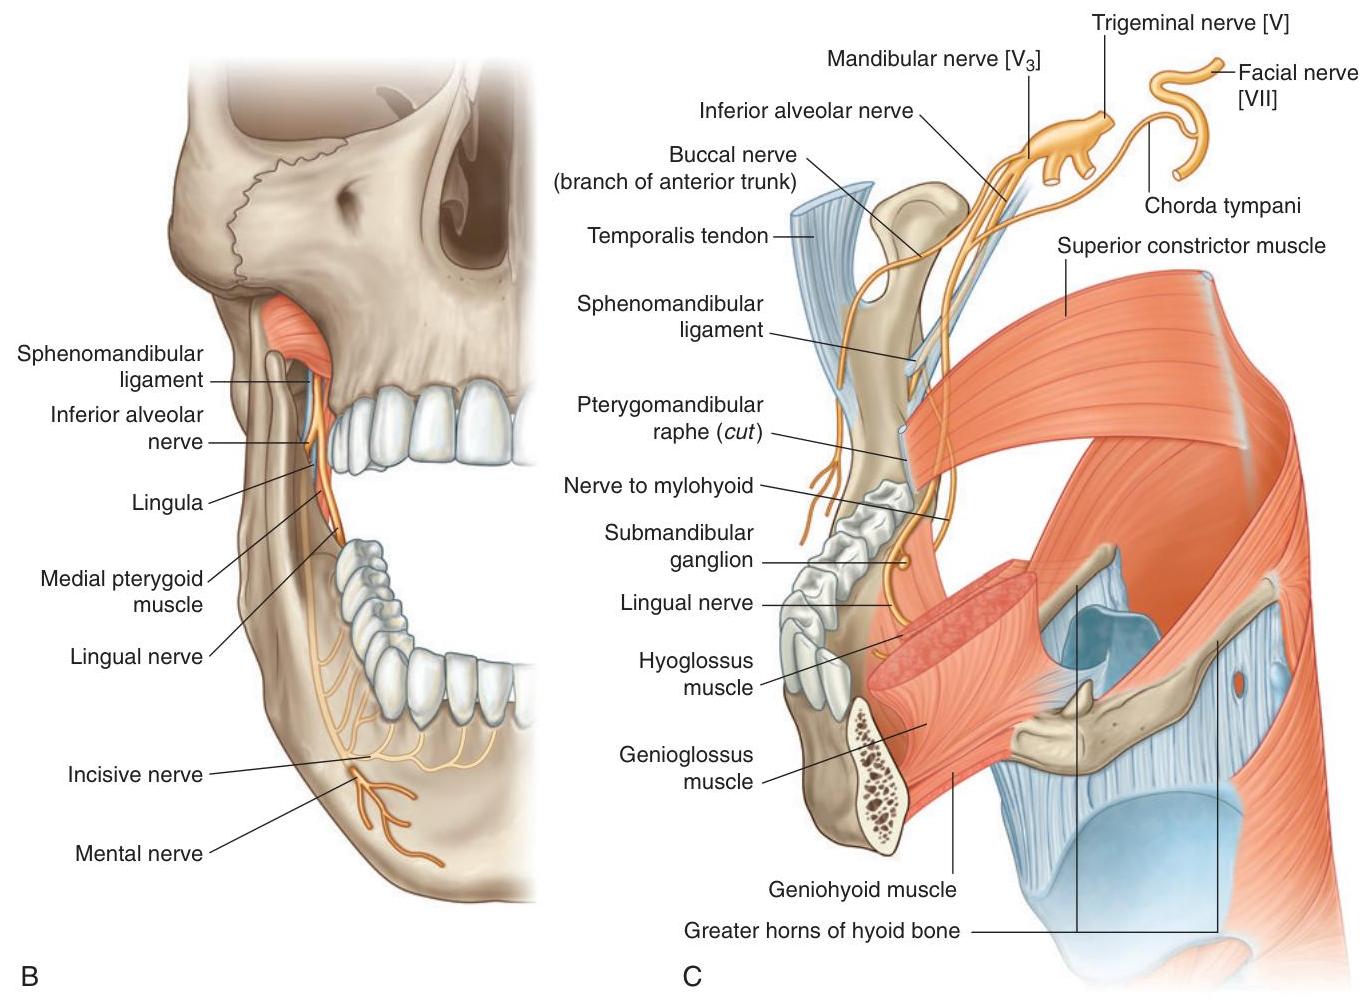 Sphenomandibular
ligament
Inferior alveolar
nerve
Lingula
Medial pterygoid
muscle
Lingual nerve
Incisive nerve
Mental nerve
B
Trigeminal nerve [V]
Mandibular nerve [V3]
Facial nerve
[VII]
Inferior alveolar nerve
Buccal nerve
(branch of anterior trunk)
Chorda tympani
Temporalis tendon
Superior constrictor muscle
Sphenomandibular
ligament
Pterygomandibular
raphe (cut)
Nerve to mylohyoid
Submandibular
ganglion
Lingual nerve
Hyoglossus
muscle
Genioglossus
muscle
Geniohyoid muscle
Greater horns of hyoid bone
C